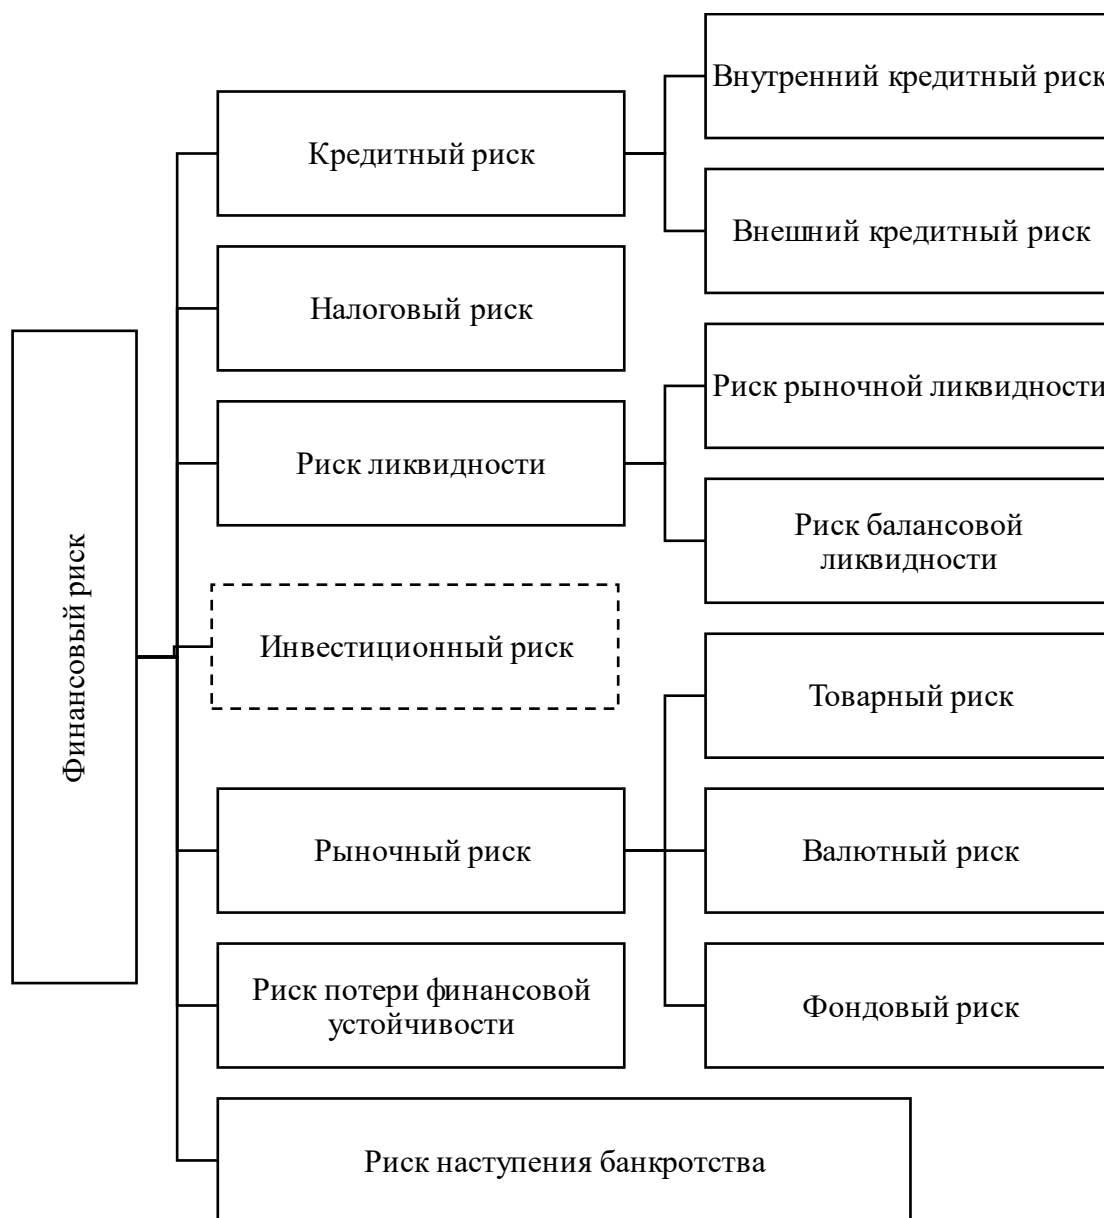 Финансовый риск
Кредитный риск
Внутренний кредитный риск
Внешний кредитный риск
Налоговый риск
Риск ликвидности
Риск рыночной ликвидности
Риск балансовой
ликвидности
Инвестиционный риск
Рыночный риск
Товарный риск
Валютный риск
Фондовый риск
Риск потери финансовой
устойчивости
Риск наступления банкротства